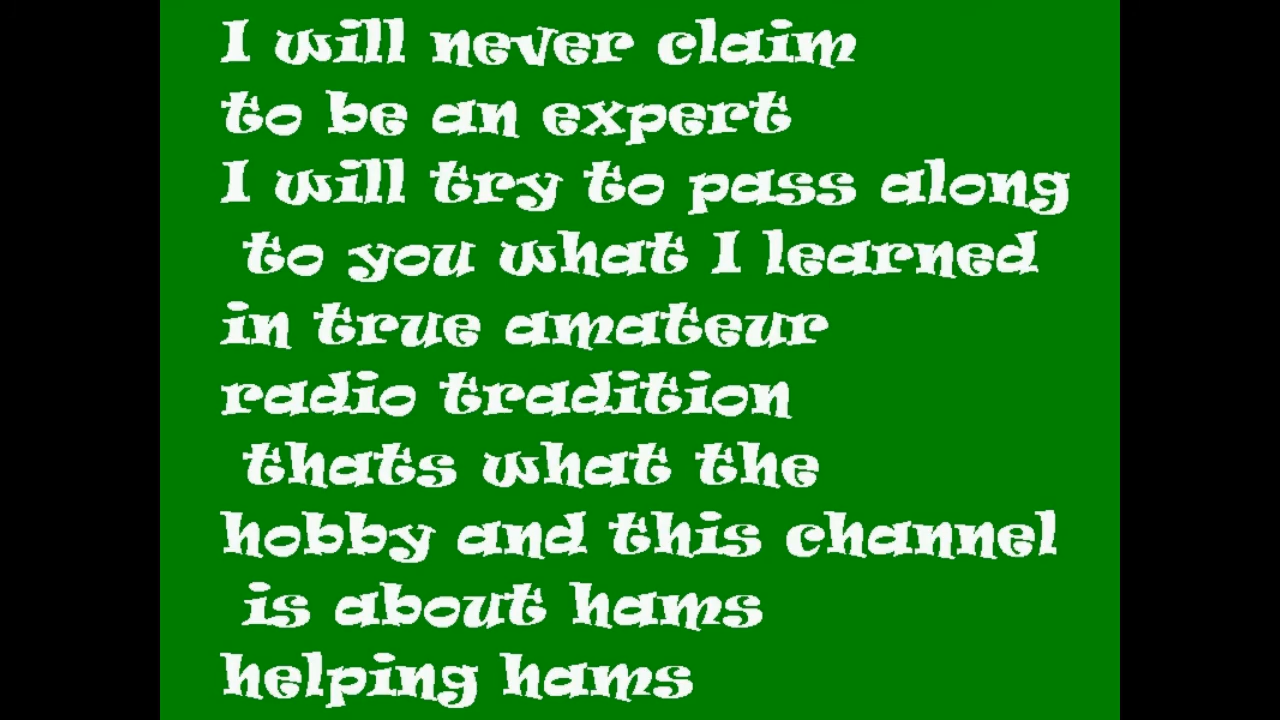 I will never claim
to be an expert
I will try to pass along
to you what I learned
in true amateur
radio tradition
thats what the
hobby and this channel
is about hams
helping hams